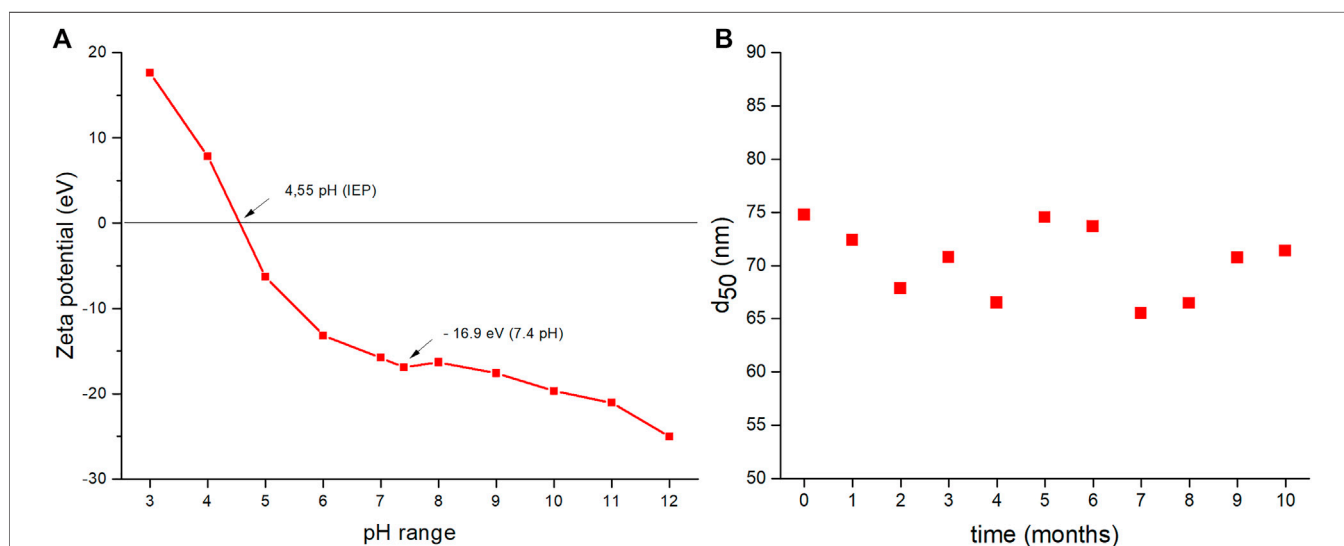 A
20
10
0
-10
-20
-30
Zeta potential (eV)
4,55 pH (IEP)
- 16.9 eV (7.4 pH)
3 4 5 6 7 8 9 10 11 12
pH range
B
90
85
80
75
70
65
60
55
50
d50 (nm)
0 1 2 3 4 5 6 7 8 9 10
time (months)